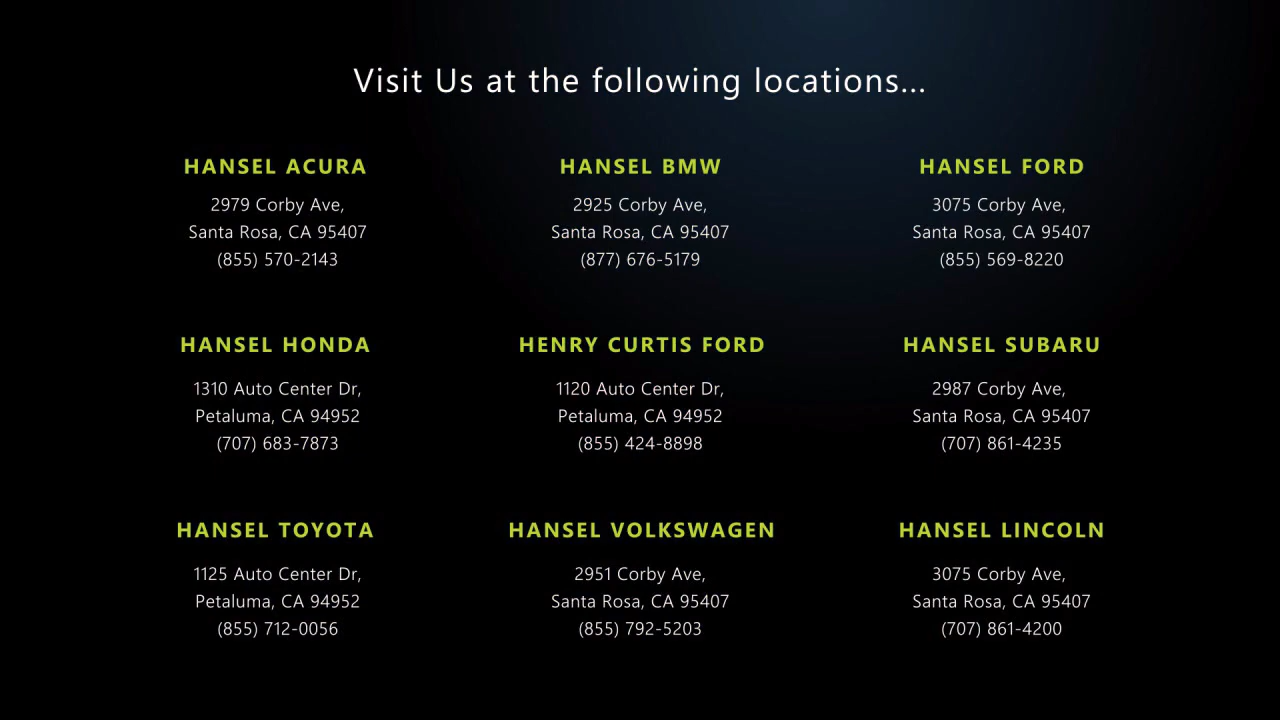 Visit Us at the following locations...
HANSEL ACURA
2979 Corby Ave,
Santa Rosa, CA 95407
(855) 570-2143
HANSEL BMW
2925 Corby Ave,
Santa Rosa, CA 95407
(877) 676-5179
HANSEL FORD
3075 Corby Ave,
Santa Rosa, CA 95407
(855) 569-8220
HANSEL HONDA
1310 Auto Center Dr,
Petaluma, CA 94952
(707) 683-7873
HENRY CURTIS FORD
1120 Auto Center Dr,
Petaluma, CA 94952
(855) 424-8898
HANSEL SUBARU
2987 Corby Ave,
Santa Rosa, CA 95407
(707) 861-4235
HANSEL TOYOTA
1125 Auto Center Dr,
Petaluma, CA 94952
(855) 712-0056
HANSEL VOLKSWAGEN
2951 Corby Ave,
Santa Rosa, CA 95407
(855) 792-5203
HANSEL LINCOLN
3075 Corby Ave,
Santa Rosa, CA 95407
(707) 861-4200